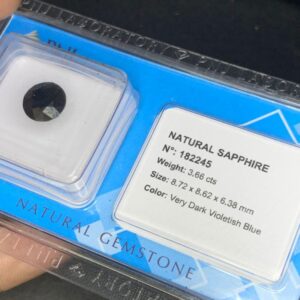 LABORATORY
NATURAL SAPPHIRE
N°: 182245
Weight: 3.66 cts
Size: 8.72 x 8.62 x 6.38 mm
Color: Very Dark Violetish Blue
NATURAL GEMSTONE